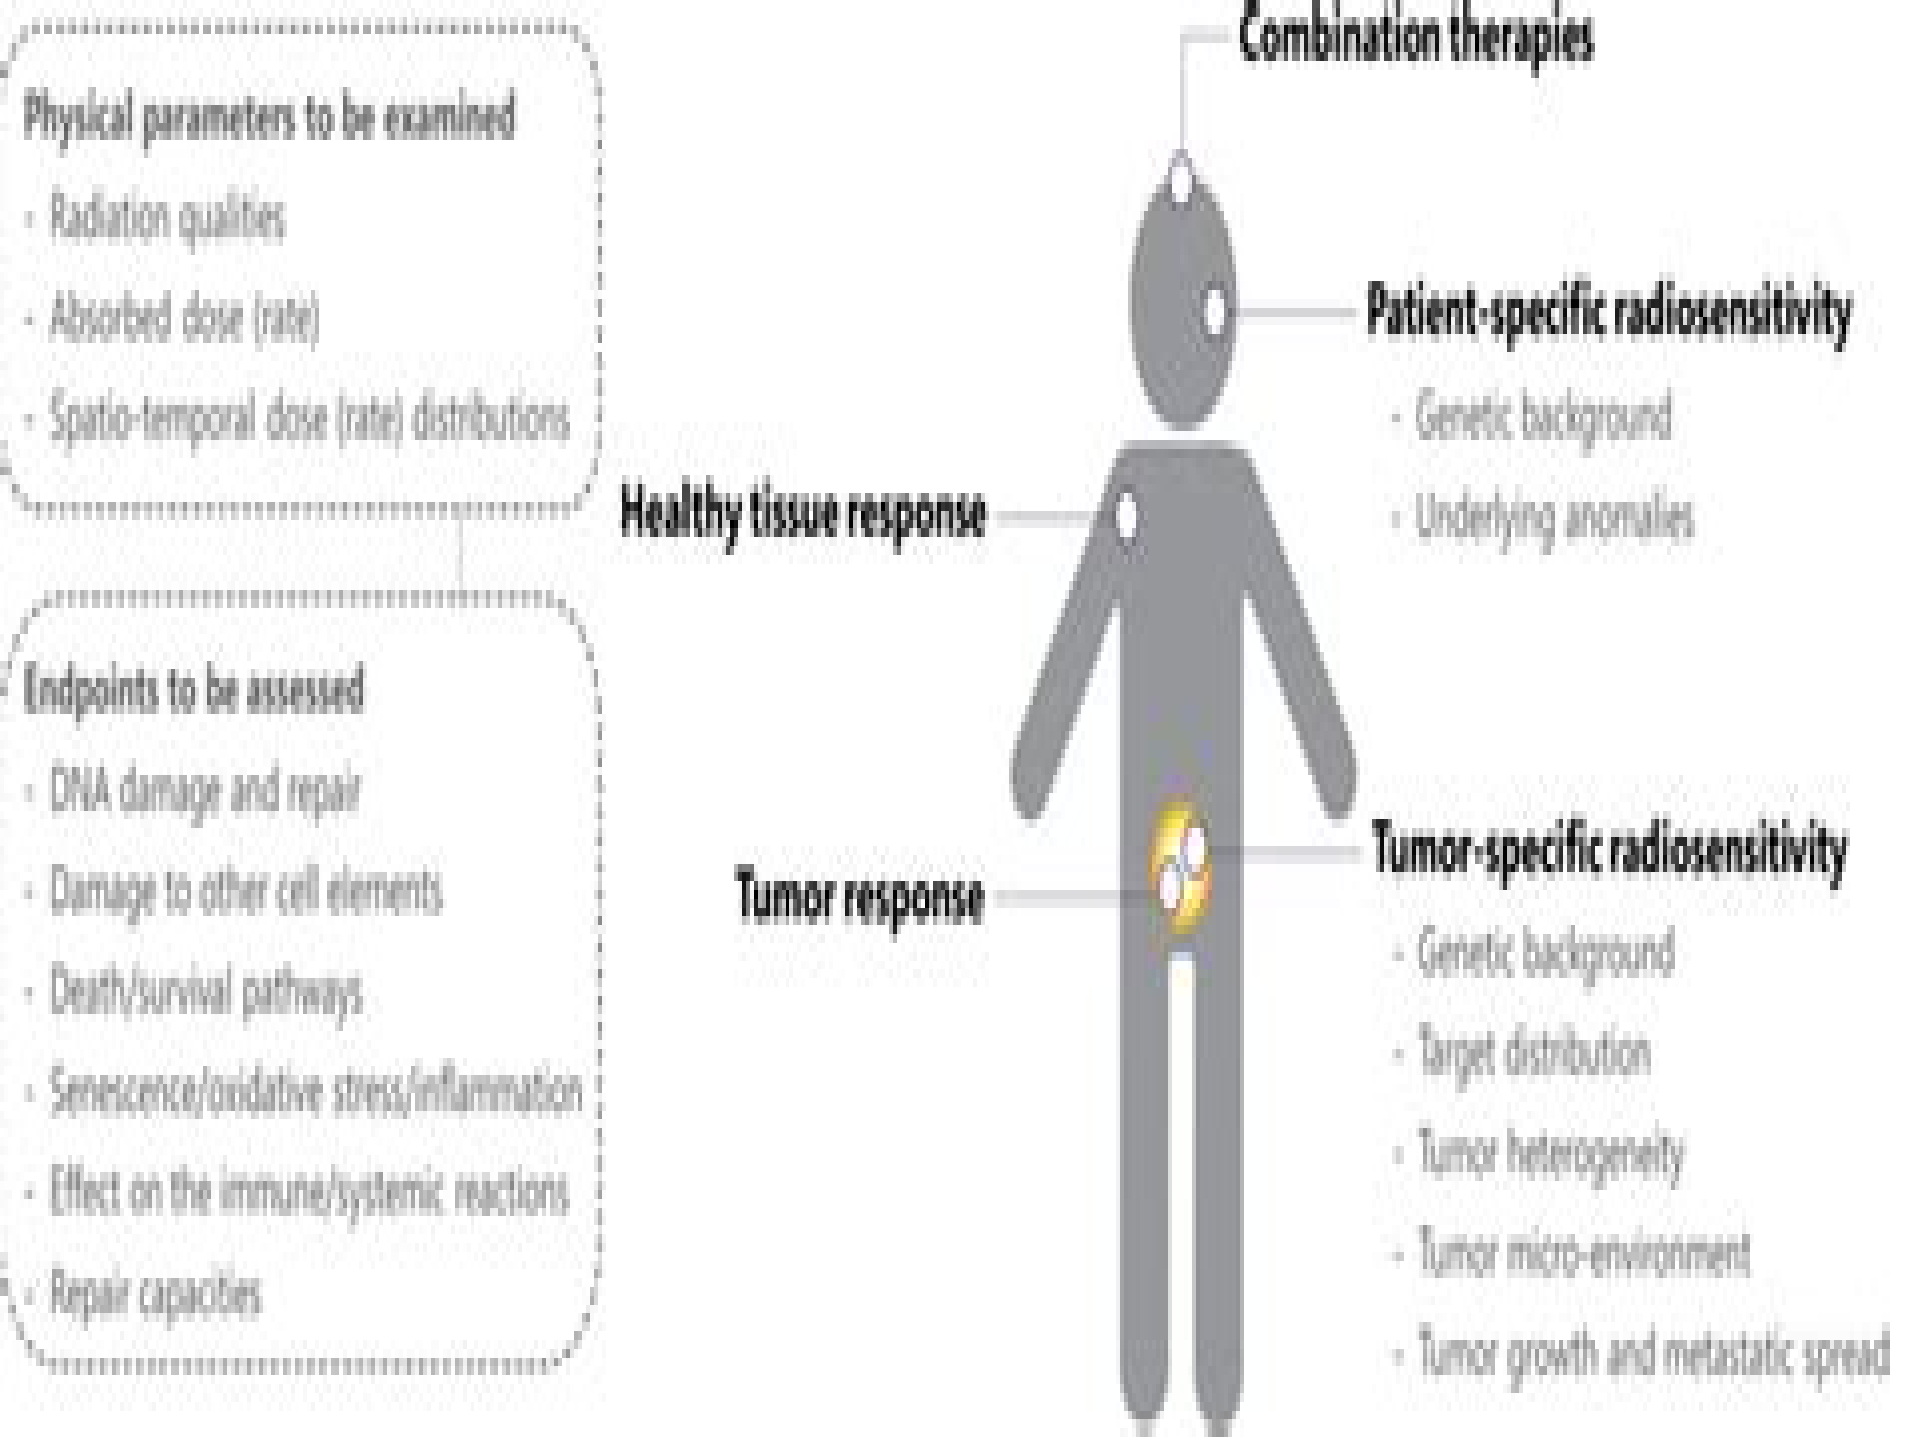 Physical parameters to be examined
- Radiation qualities
- Absorbed dose (rate)
- Spatio-temporal dose (rate) distributions
Endpoints to be assessed
- DNA damage and repair
- Damage to other cell elements
- Death/survival pathways
- Senescence/oxidative stress/inflammation
- Effect on the immune/systemic reactions
- Repair capacities
Healthy tissue response
Tumor response
Combination therapies
Patient-specific radiosensitivity
- Genetic background
- Underlying anomalies
Tumor-specific radiosensitivity
- Genetic background
- Target distribution
- Tumor heterogeneity
- Tumor micro-environment
- Tumor growth and metastatic spread